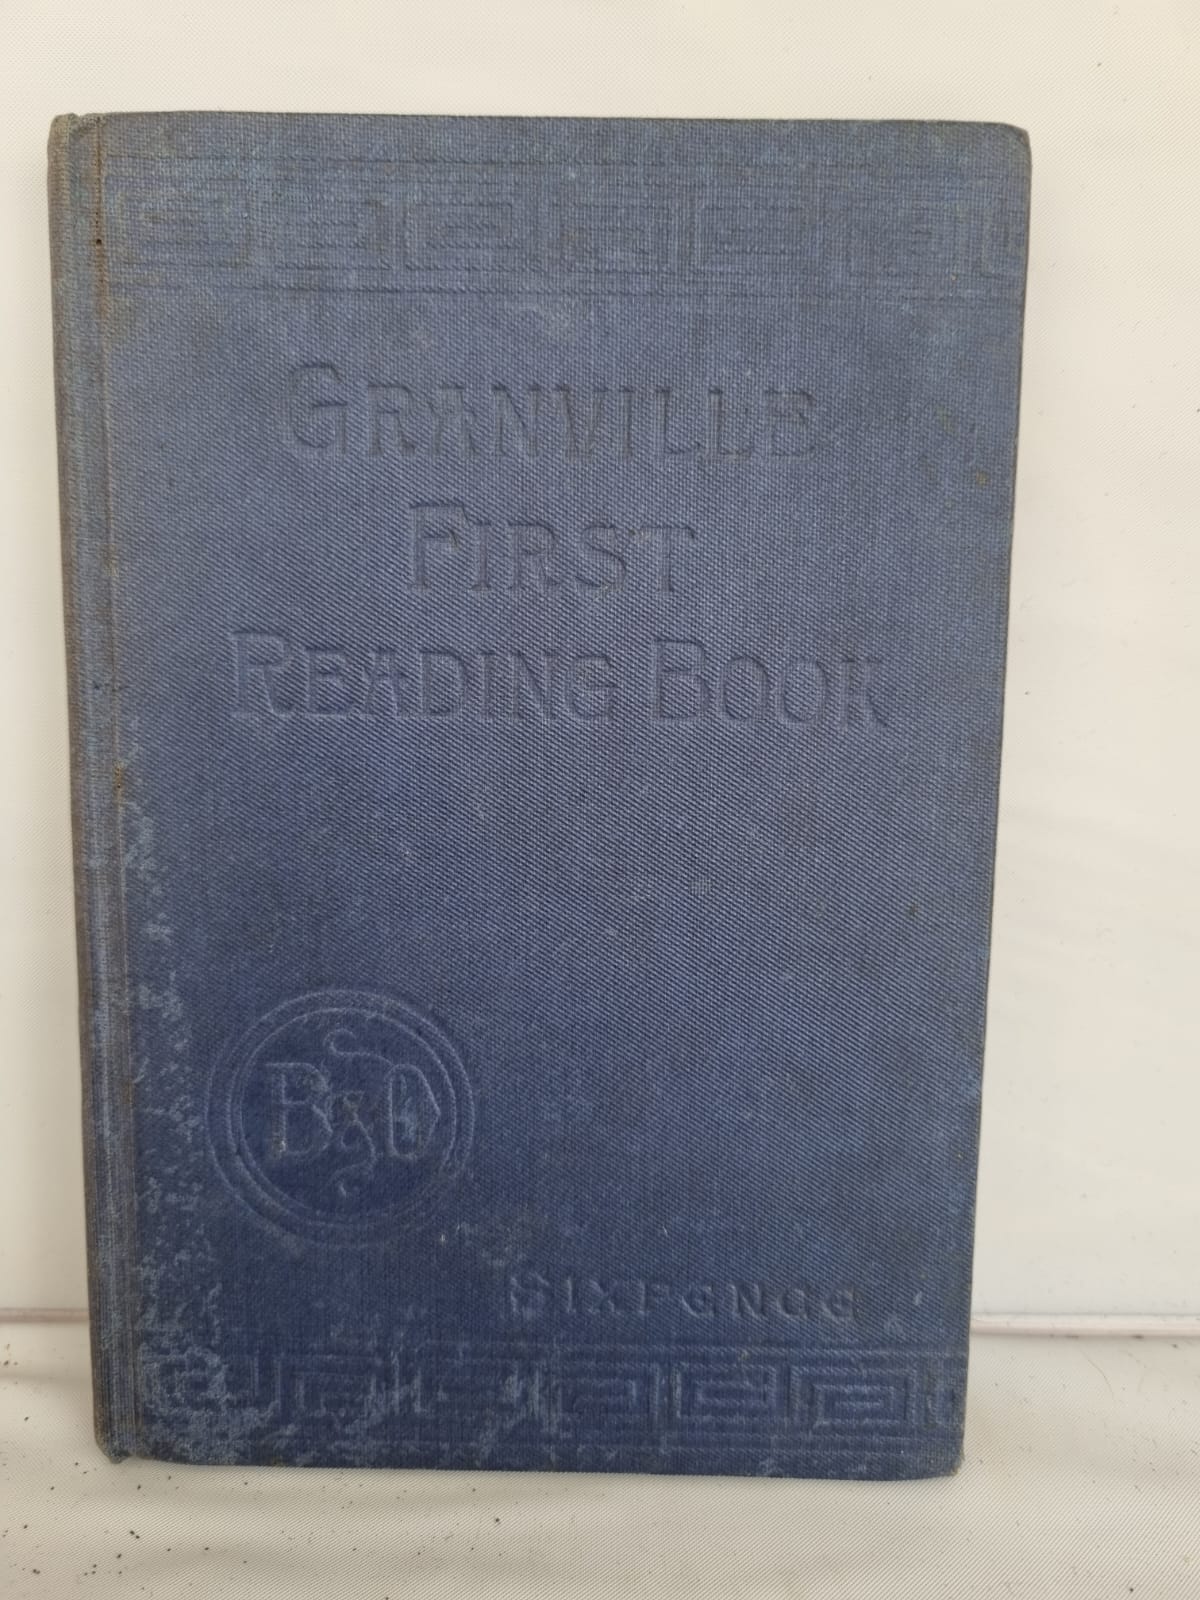 GRANVILLE
FIRST
READING BOOK
B & O
SIXPENCE